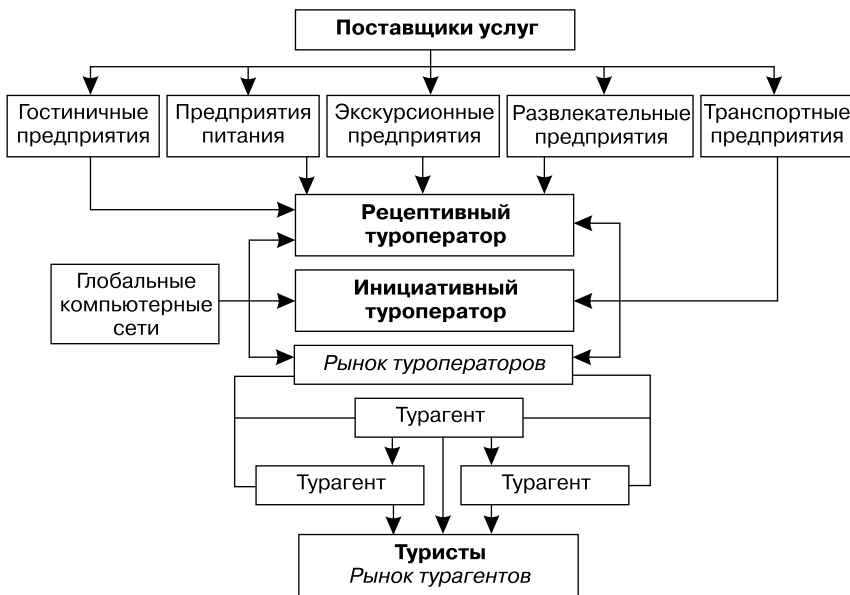 Поставщики услуг
Гостиничные
предприятия
Предприятия
питания
Экскурсионные
предприятия
Развлекательные
предприятия
Транспортные
предприятия
Рецептивный
туроператор
Глобальные
компьютерные
сети
Инициативный
туроператор
Рынок туроператоров
Турагент
Турагент
Турагент
Туристы
Рынок турагентов